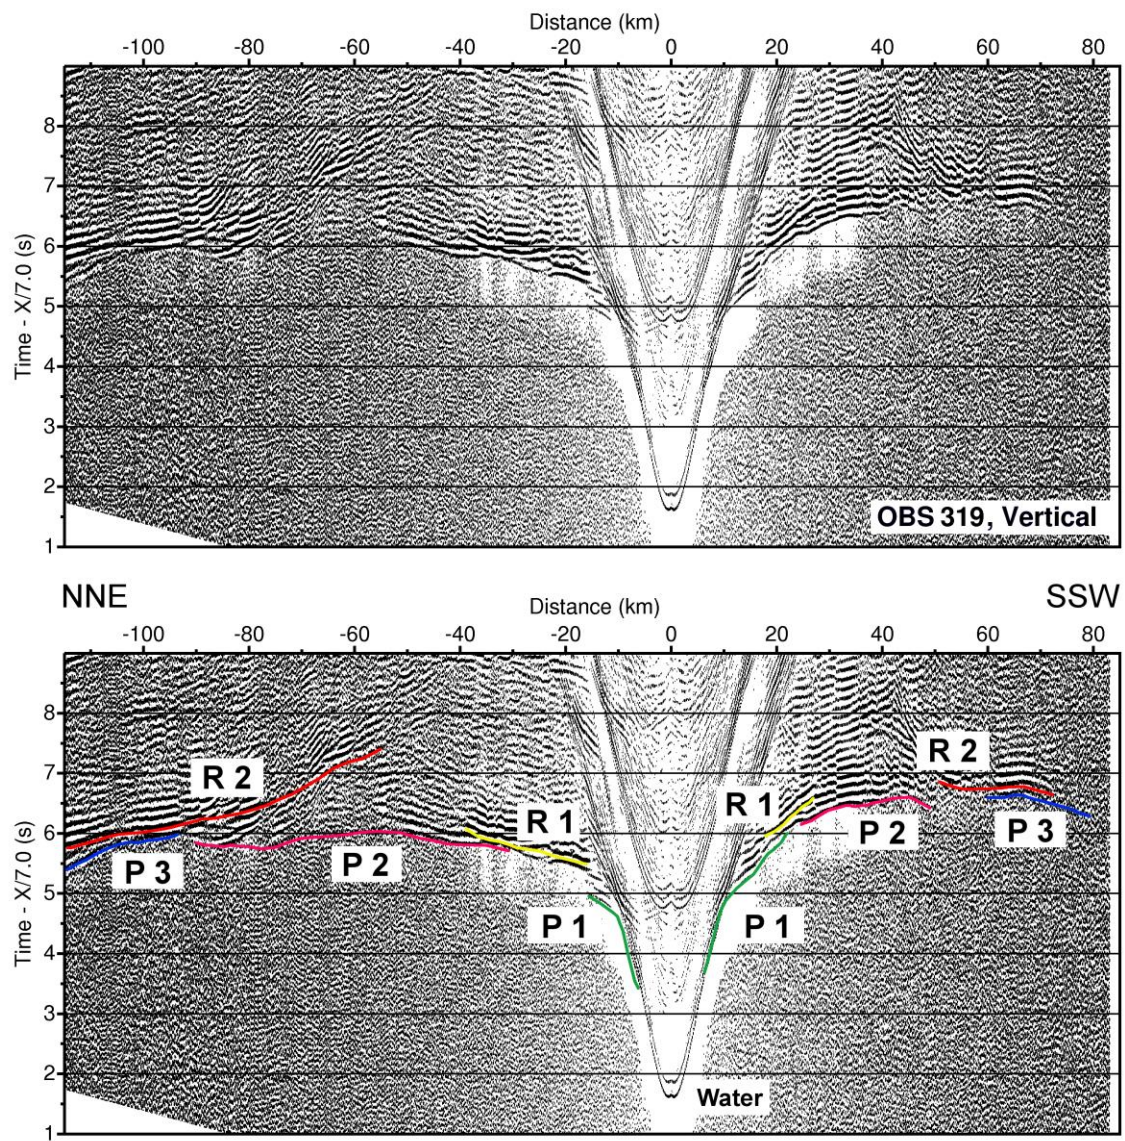 Distance (km)
-100 -80 -60 -40 -20 0 20 40 60 80
Time - X/7.0 (s)
8
7
6
5
4
3
2
1
OBS 319, Vertical
NNE SSW
Distance (km)
-100 -80 -60 -40 -20 0 20 40 60 80
Time - X/7.0 (s)
8
7
6
5
4
3
2
1
R 2 R 2
R 1 R 1
P 3 P 2 P 2 P 3
P 1 P 1
Water